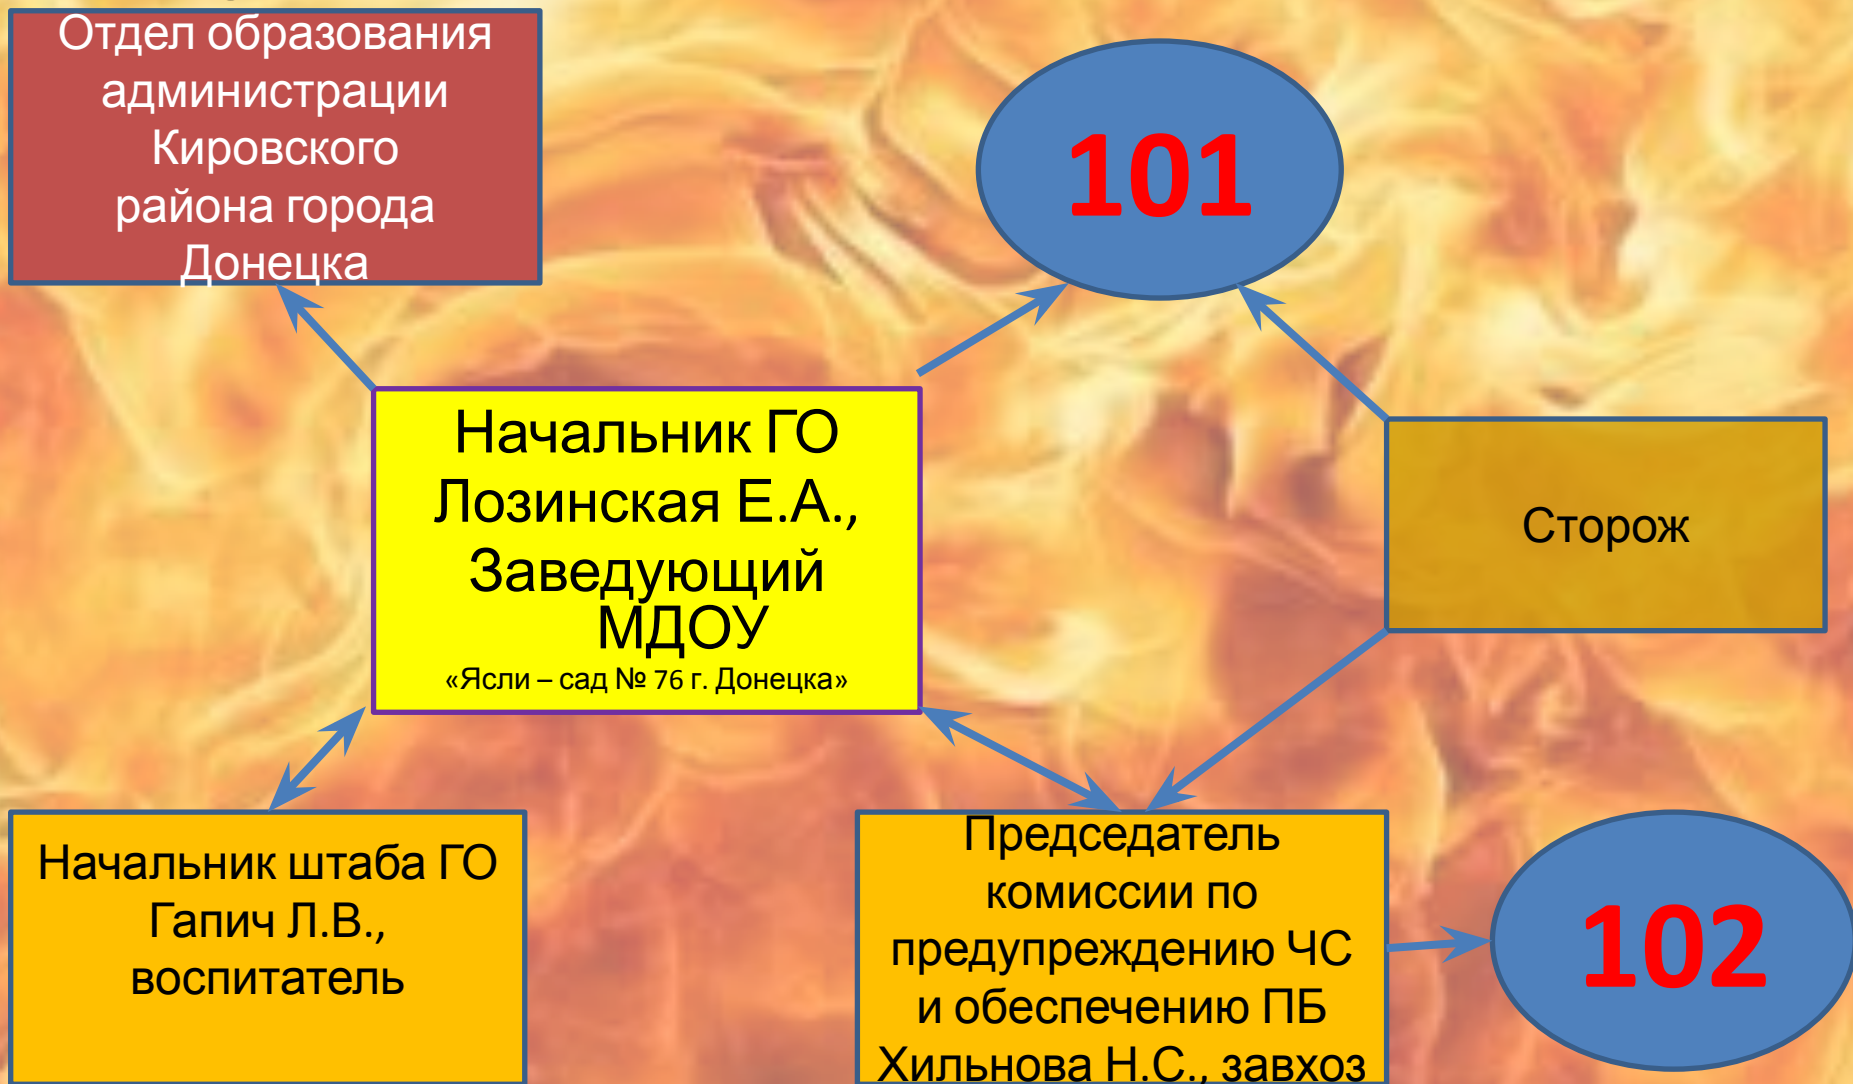 Отдел образования
администрации
Кировского
района города
Донецка
101
Начальник ГО
Лозинская Е.А.,
Заведующий
МДОУ
«Ясли – сад № 76 г. Донецка»
Сторож
Начальник штаба ГО
Гапич Л.В.,
воспитатель
Председатель
комиссии по
предупреждению ЧС
и обеспечению ПБ
Хильнова Н.С., завхоз
102